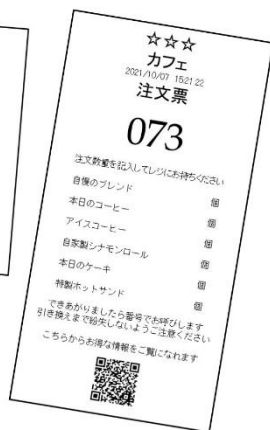 ☆☆☆
カフェ
2021/10/07 15:21:22
注文票
073
注文数量を記入してレジにお持ちください
自慢のブレンド 個
本日のコーヒー 個
アイスコーヒー 個
自家製シナモンロール 個
本日のケーキ 個
特製ホットサンド 個
できあがりましたら番号でお呼びします
引き換えまで紛失しないようご注意ください
こちらからお得な情報をご覧になれます